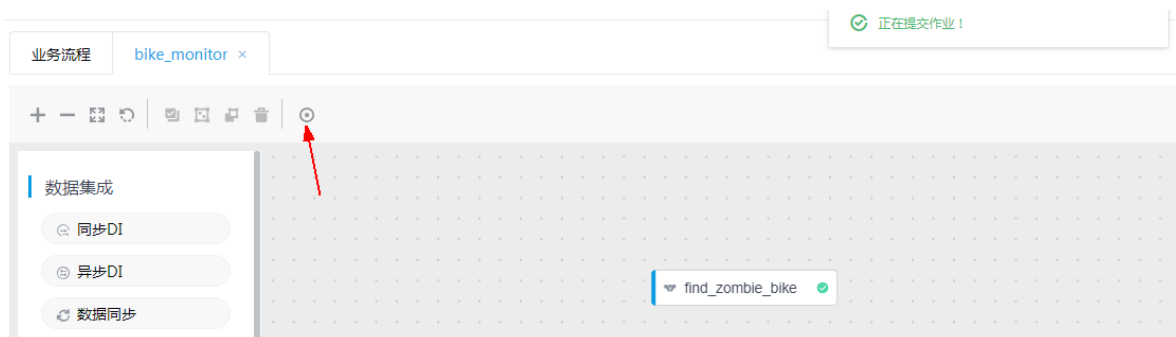 正在提交作业！
业务流程
bike_monitor ×
数据集成
同步DI
异步DI
find_zombie_bike
数据同步